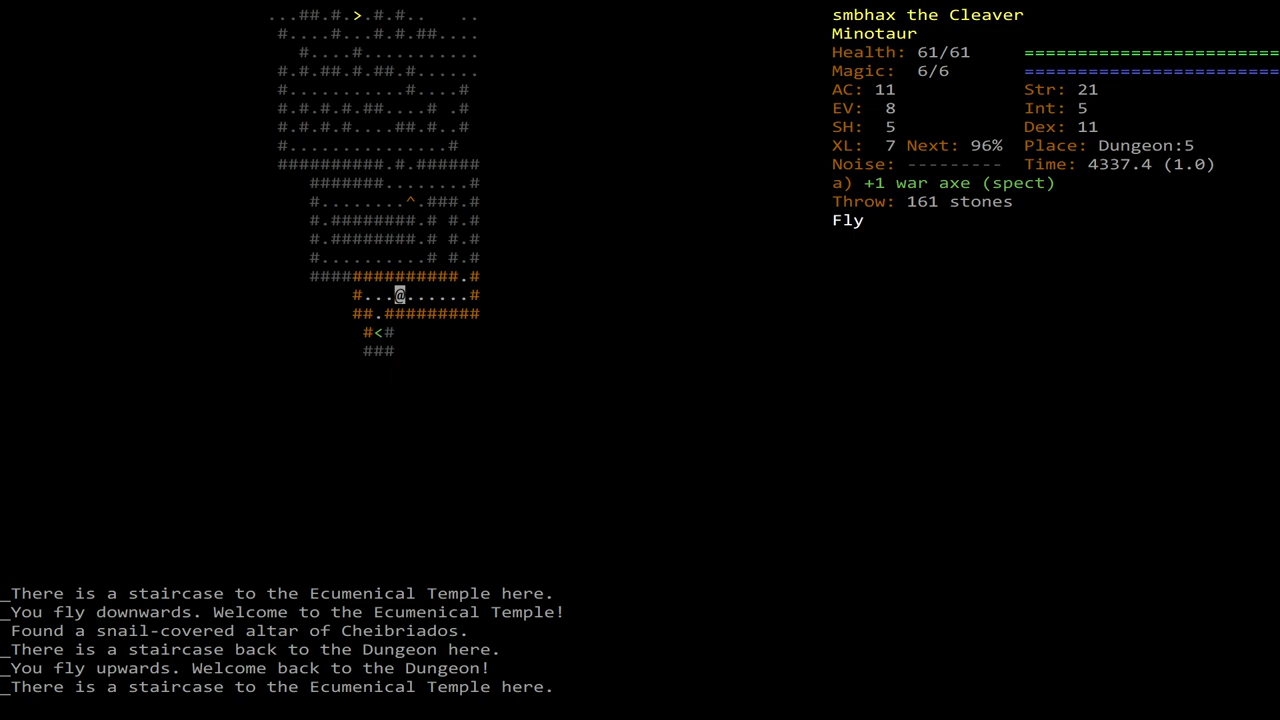 ...##.#.>.#.#..   ..   smbhax the Cleaver
#....#...#.#.##....   Minotaur
#....#...........   Health: 61/61   ========================
#.#.##.#.##.#......   Magic:  6/6   ========================
#...........#....#   AC: 11   Str: 21
#.#.#.#.##....# .#   EV:  8   Int: 5
#.#.#.#....##.#..#   SH:  5   Dex: 11
#...............#   XL:  7  Next: 96%  Place: Dungeon:5
##########.#.######   Noise: ---------  Time: 4337.4 (1.0)
#######........#   a) +1 war axe (spect)
#........^.###.#   Throw: 161 stones
#.########.# #.#   Fly
#.########.# #.#
#..........# #.#
##############.#
#...@......#
##.#########
#<#
###
_There is a staircase to the Ecumenical Temple here.
_You fly downwards. Welcome to the Ecumenical Temple!
Found a snail-covered altar of Cheibriados.
_There is a staircase back to the Dungeon here.
_You fly upwards. Welcome back to the Dungeon!
_There is a staircase to the Ecumenical Temple here.